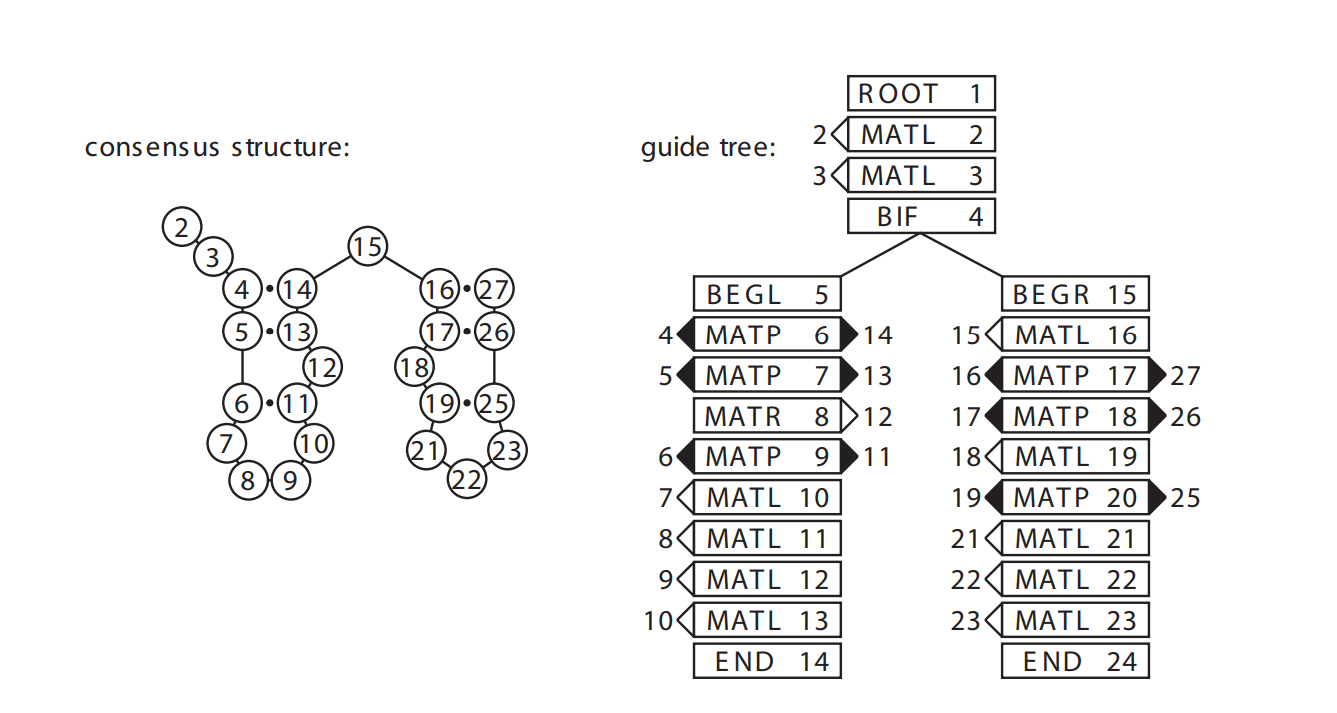 consensus structure:
2
3
15
4 14
16 27
5 13
17 26
12
18
6 11
19 25
7 10
21 23
8 9
22
guide tree:
ROOT 1
2 MATL 2
3 MATL 3
BIF 4
BEGL 5
4 MATP 6 14
5 MATP 7 13
MATR 8 12
6 MATP 9 11
7 MATL 10
8 MATL 11
9 MATL 12
10 MATL 13
END 14
BEGR 15
15 MATL 16
16 MATP 17 27
17 MATP 18 26
18 MATL 19
19 MATP 20 25
21 MATL 21
22 MATL 22
23 MATL 23
END 24